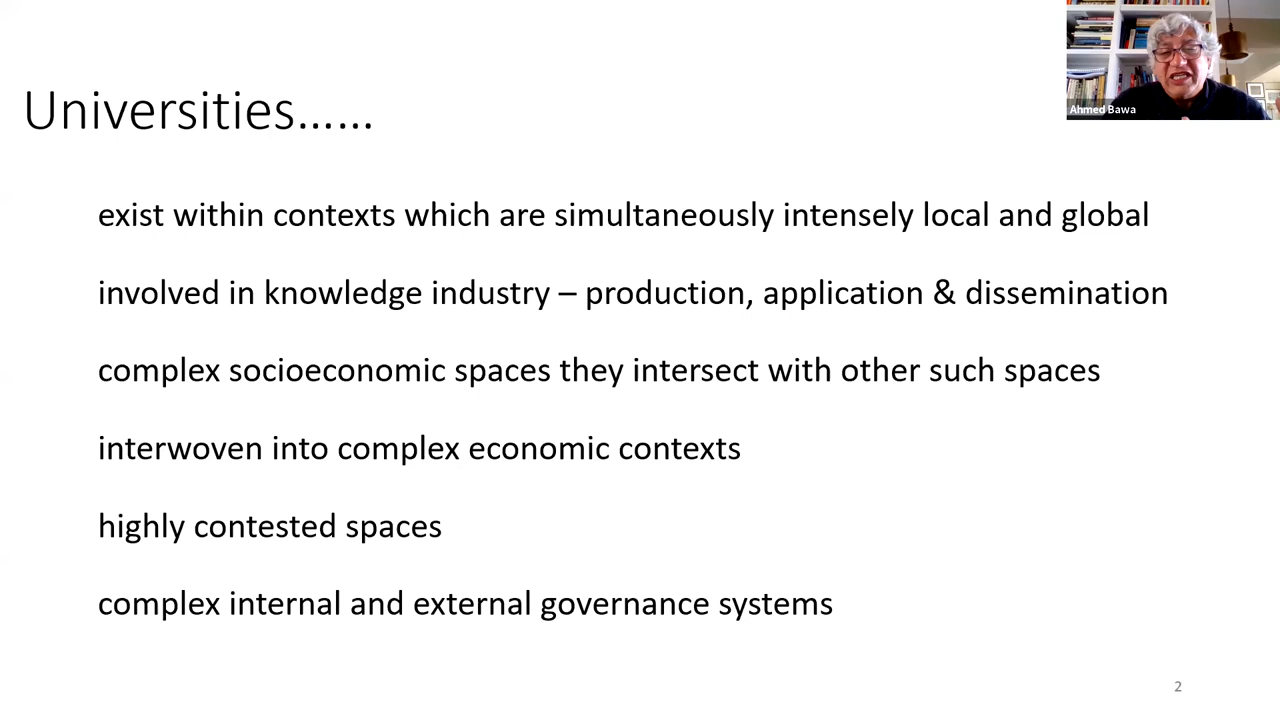 Ahmed Bawa
Universities......
exist within contexts which are simultaneously intensely local and global
involved in knowledge industry – production, application & dissemination
complex socioeconomic spaces they intersect with other such spaces
interwoven into complex economic contexts
highly contested spaces
complex internal and external governance systems
2